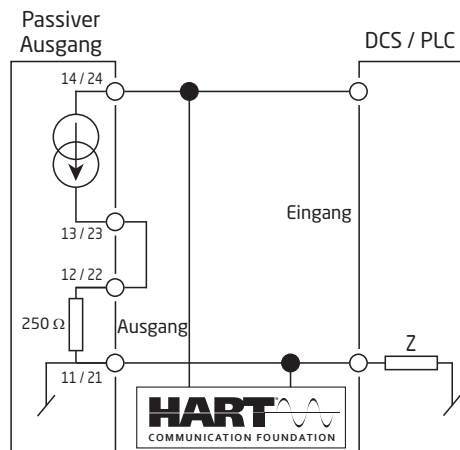 Passiver
Ausgang
DCS / PLC
14 / 24
13 / 23
Eingang
12 / 22
250 Ω
Ausgang
11 / 21
Z
HART
COMMUNICATION FOUNDATION